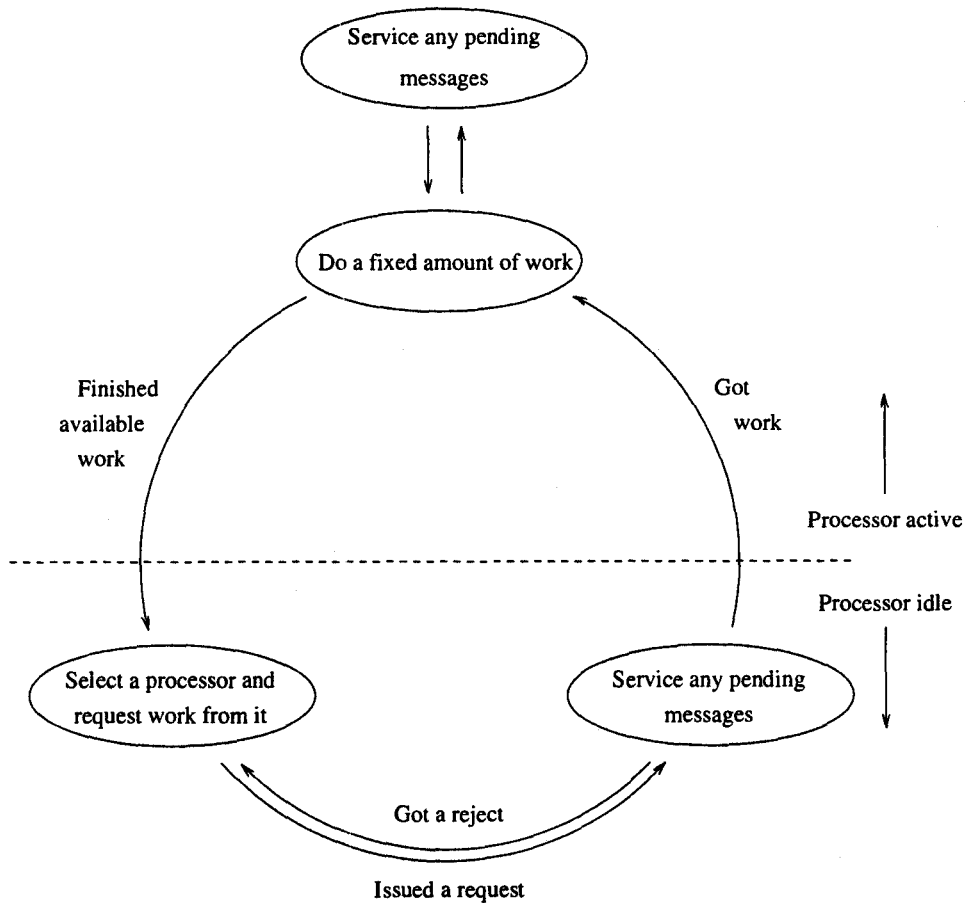 Service any pending
messages
Do a fixed amount of work
Finished
available
work
Got
work
Processor active
Processor idle
Select a processor and
request work from it
Service any pending
messages
Got a reject
Issued a request